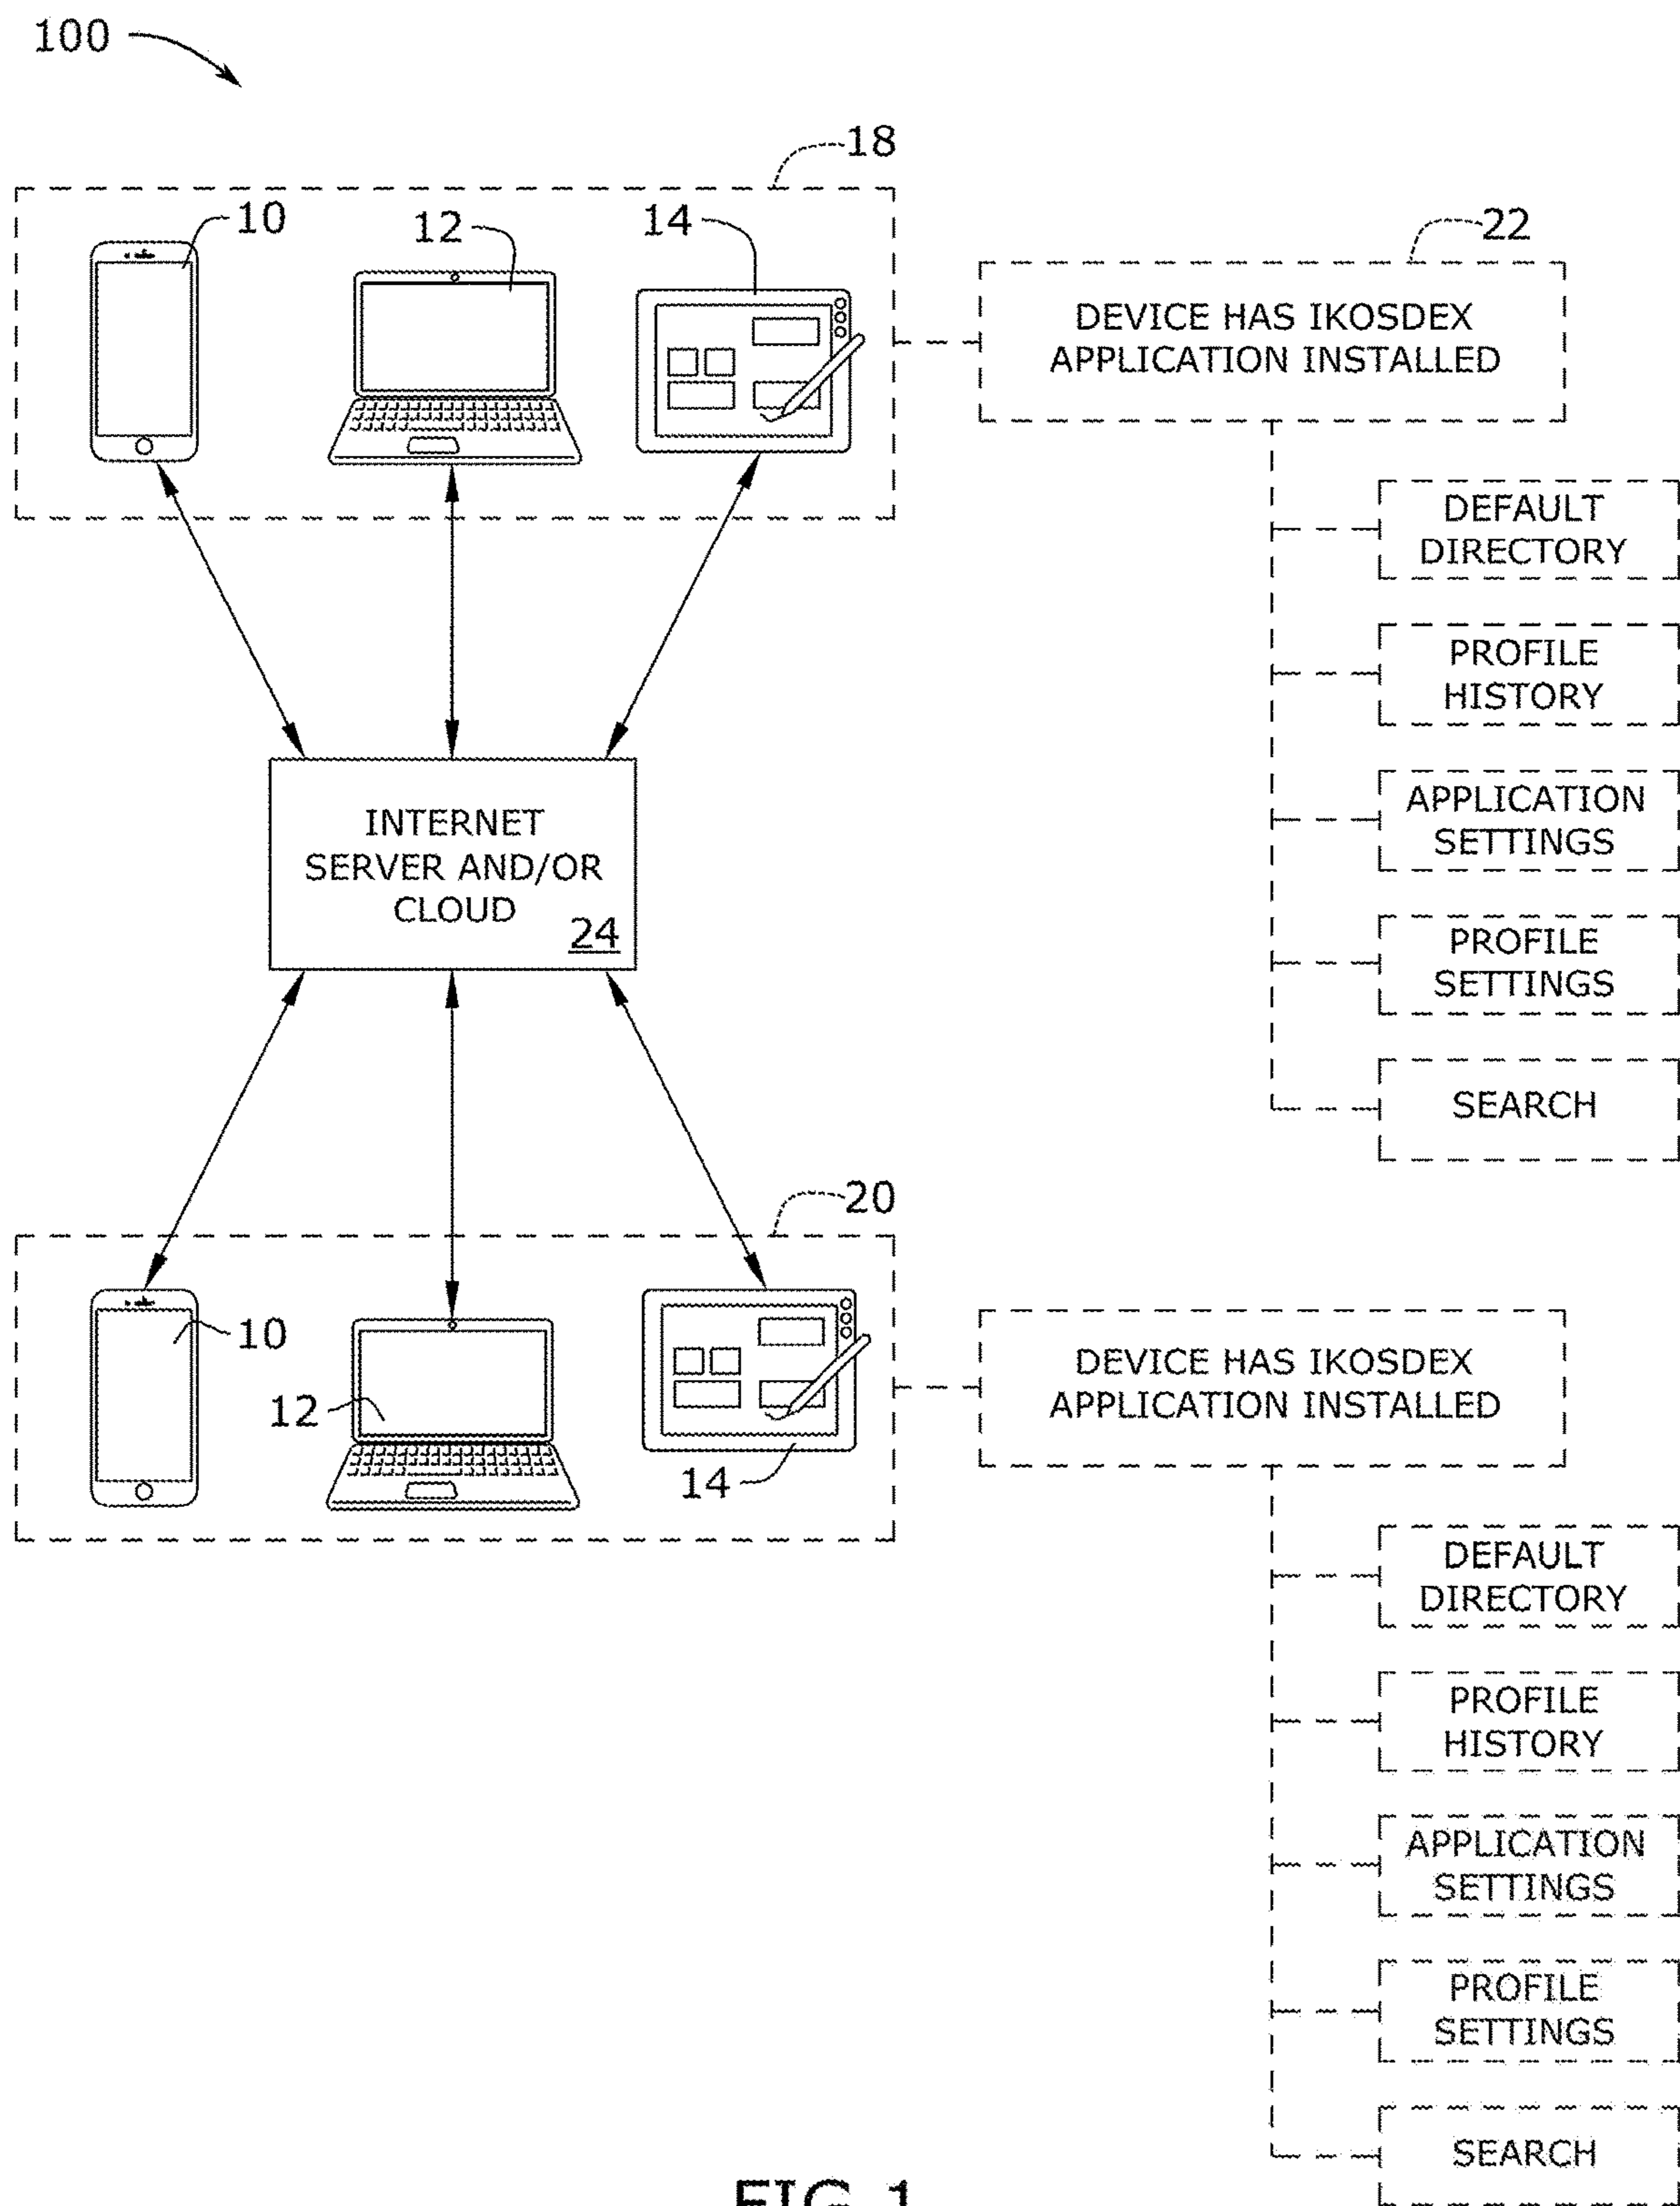 100
18
10
12
14
22
DEVICE HAS IKOSDEX
APPLICATION INSTALLED
DEFAULT
DIRECTORY
PROFILE
HISTORY
APPLICATION
SETTINGS
PROFILE
SETTINGS
SEARCH
INTERNET
SERVER AND/OR
CLOUD
24
20
10
12
14
DEVICE HAS IKOSDEX
APPLICATION INSTALLED
DEFAULT
DIRECTORY
PROFILE
HISTORY
APPLICATION
SETTINGS
PROFILE
SETTINGS
SEARCH
FIG.1